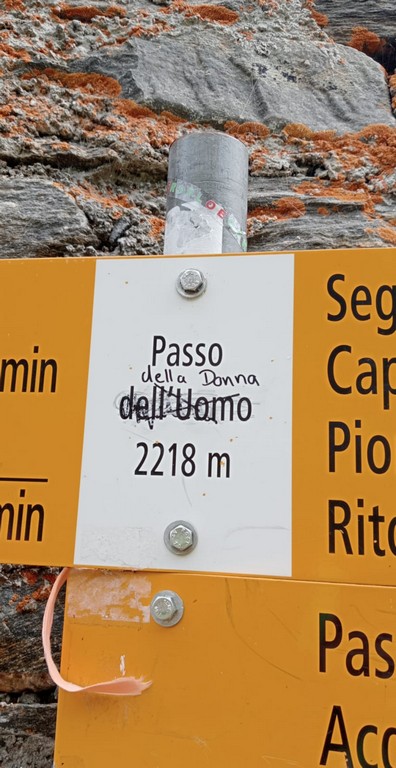 min
min
Passo
della Donna
dell'Uomo
2218 m
Seg
Cap
Pio
Rito
Pas
Acc